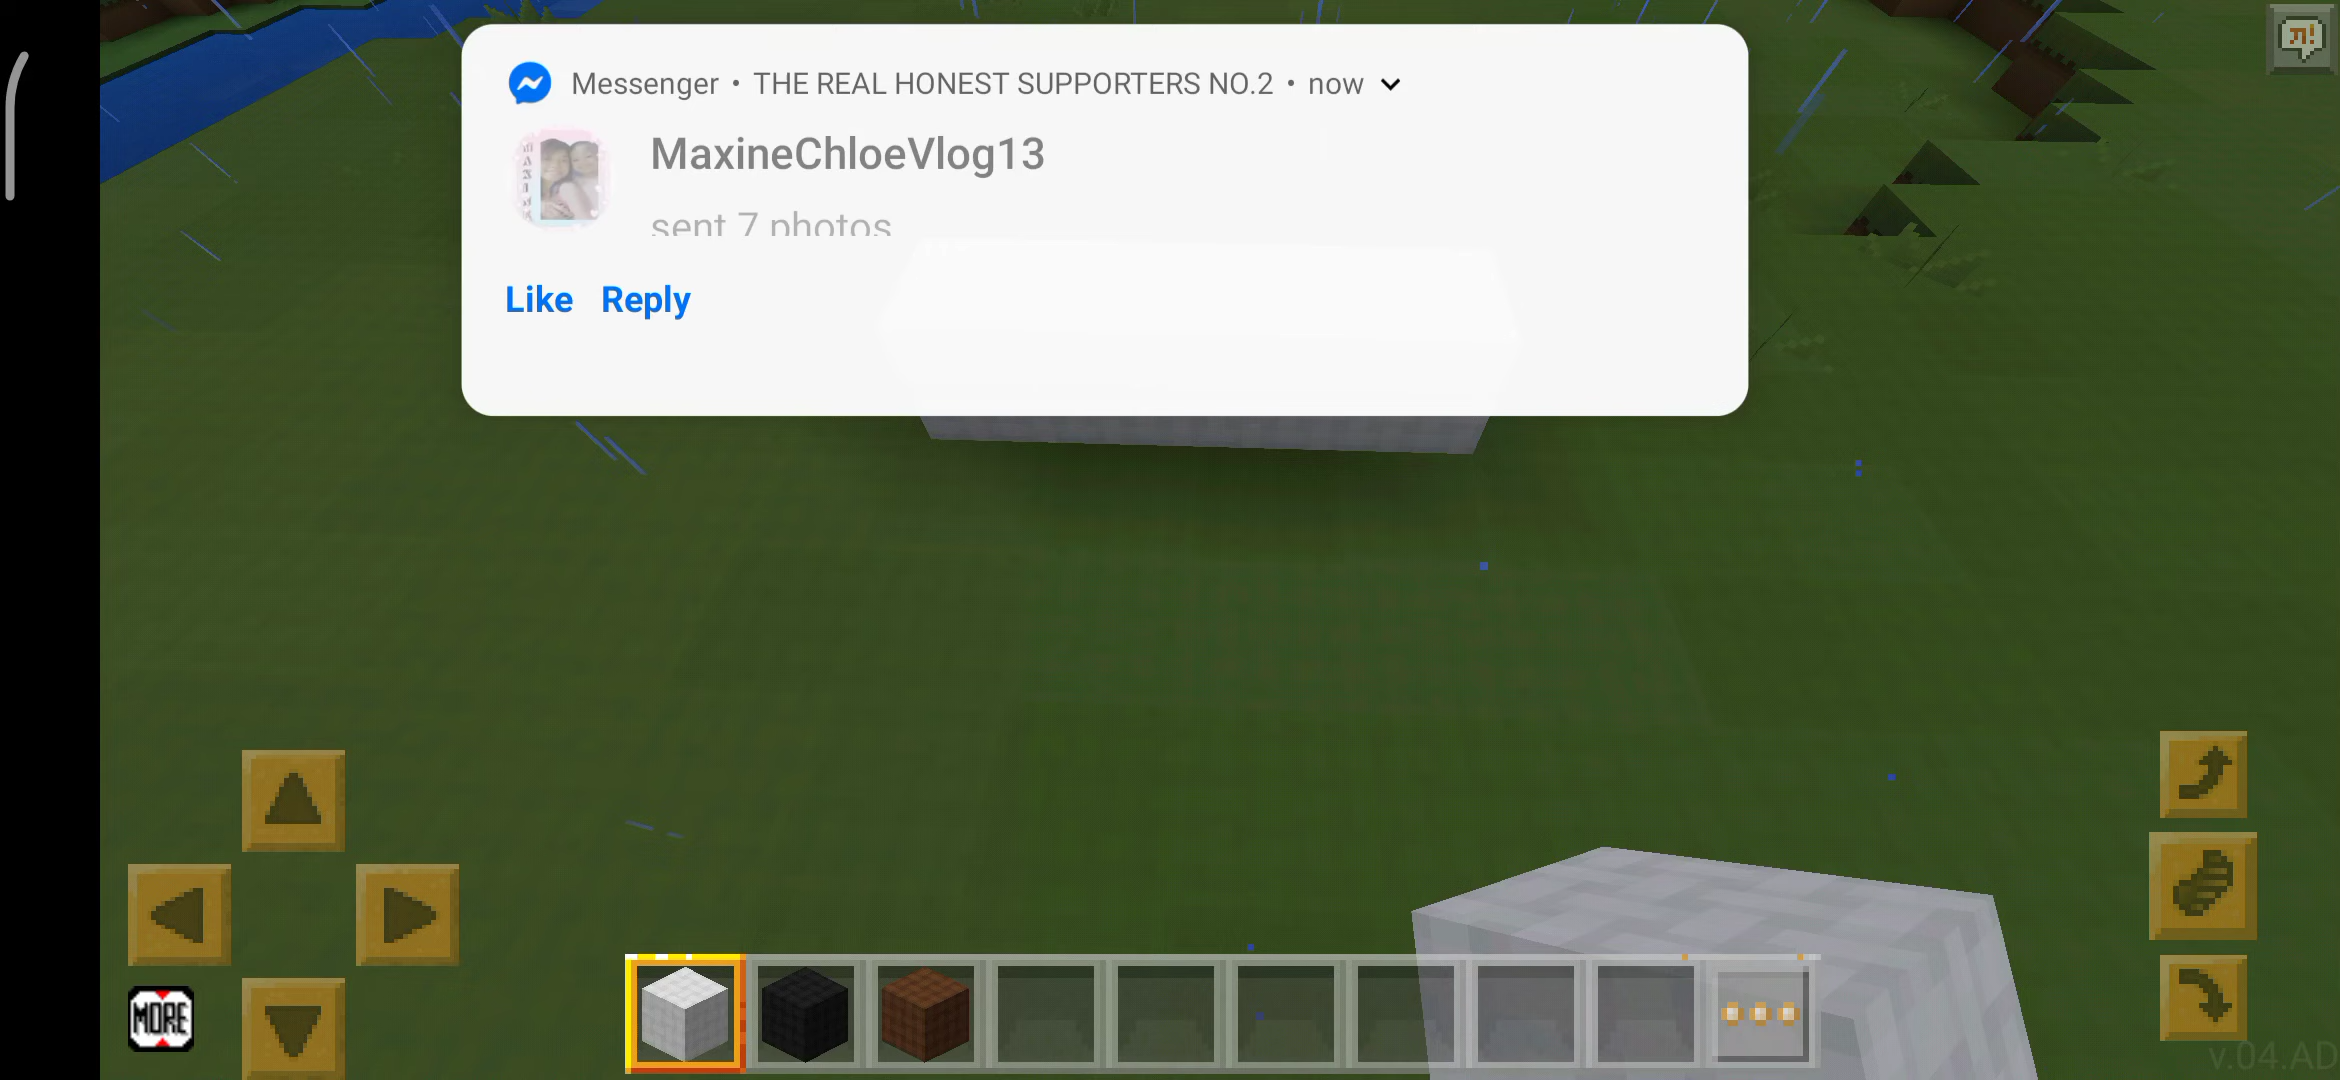 Messenger • THE REAL HONEST SUPPORTERS NO.2 • now
MaxineChloeVlog13
sent 7 photos
Like Reply
MORE
v.04.AD